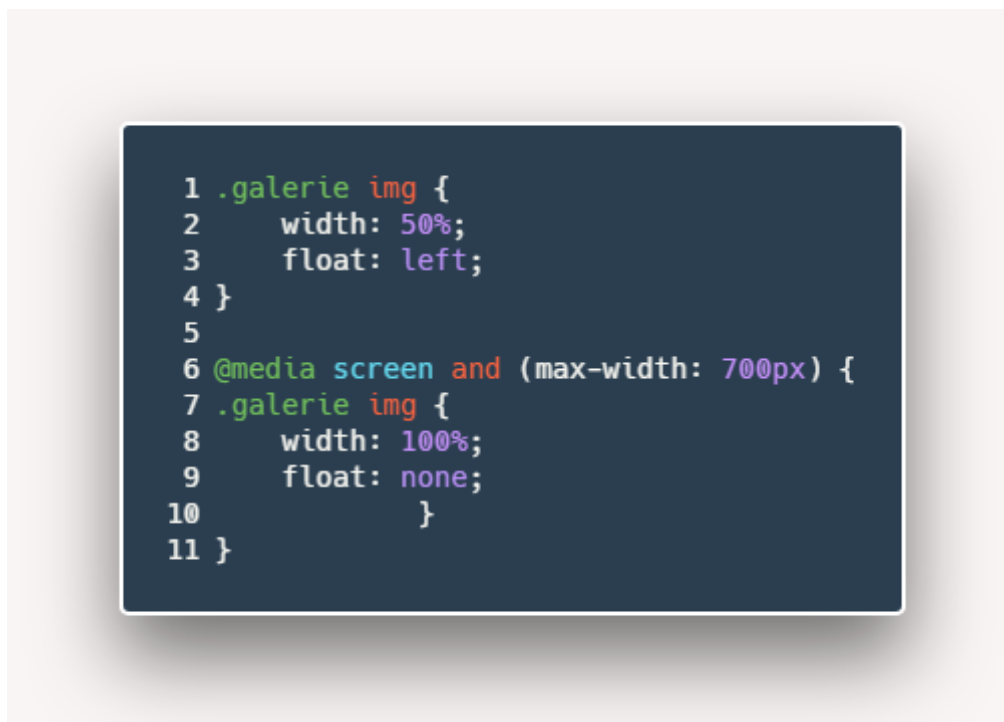 1 .galerie img {
2     width: 50%;
3     float: left;
4 }
5
6 @media screen and (max-width: 700px) {
7 .galerie img {
8     width: 100%;
9     float: none;
10             }
11 }